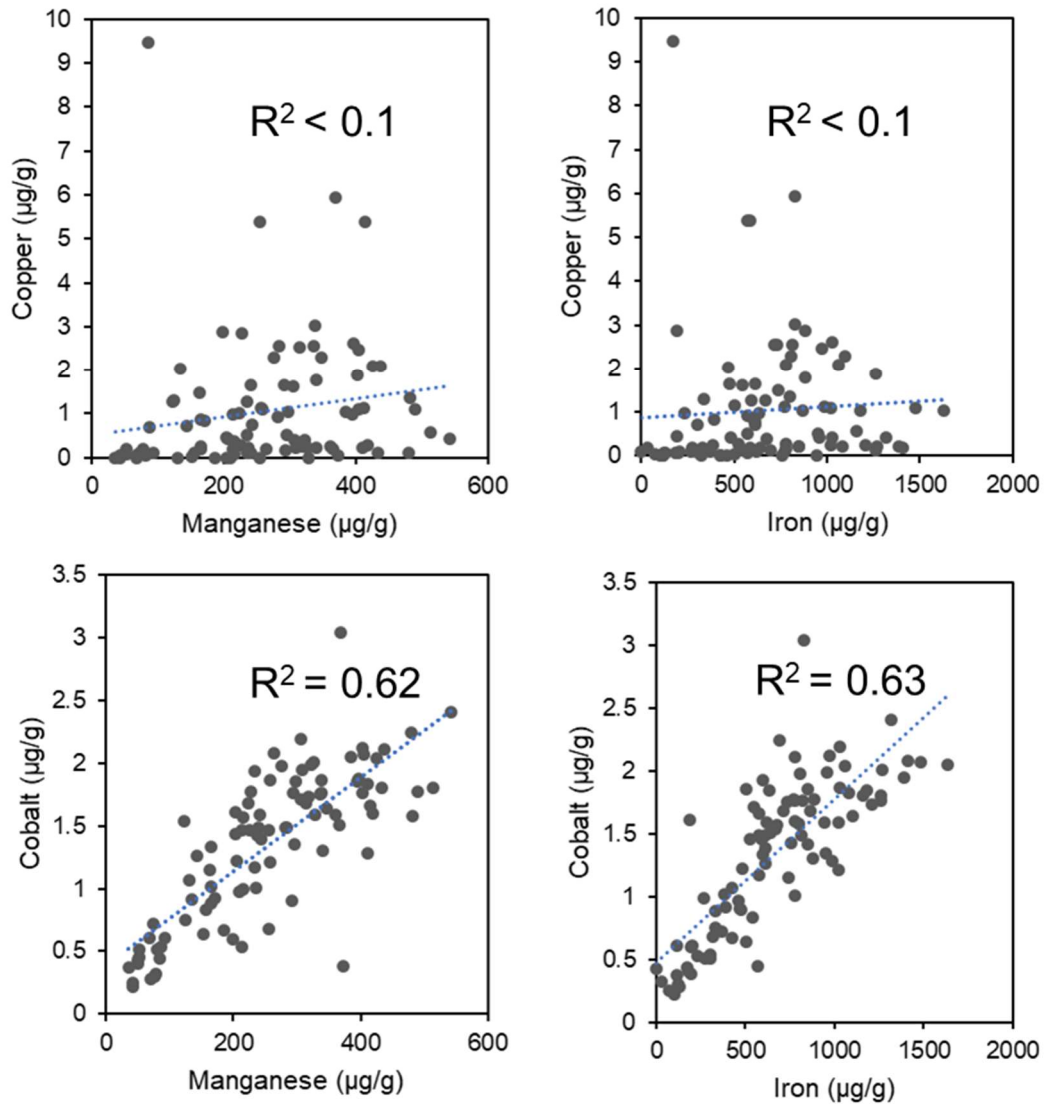 10
9
8
7
6
5
4
3
2
1
0
Copper (µg/g)
R² < 0.1
0 200 400 600
Manganese (µg/g)
10
9
8
7
6
5
4
3
2
1
0
Copper (µg/g)
R² < 0.1
0 500 1000 1500 2000
Iron (µg/g)
3.5
3
2.5
2
1.5
1
0.5
0
Cobalt (µg/g)
R² = 0.62
0 200 400 600
Manganese (µg/g)
3.5
3
2.5
2
1.5
1
0.5
0
Cobalt (µg/g)
R² = 0.63
0 500 1000 1500 2000
Iron (µg/g)